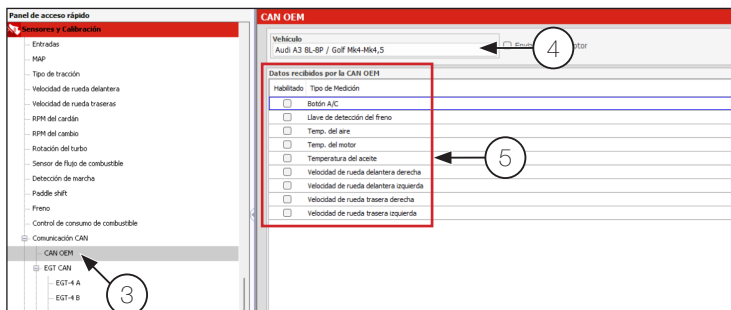 Panel de acceso rápido
Sensores y Calibración
Entradas
MAP
Tipo de tracción
Velocidad de rueda delantera
Velocidad de rueda traseras
RPM del cardán
RPM del cambio
Rotación del turbo
Sensor de flujo de combustible
Detección de marcha
Paddle shift
Freno
Control de consumo de combustible
Comunicación CAN
CAN OEM
EGT CAN
EGT-4 A
EGT-4 B
3
CAN OEM
Vehículo
Audi A3 8L-8P / Golf Mk4-Mk4,5
4
Datos recibidos por la CAN OEM
Habilitado Tipo de Medición
Botón A/C
Llave de detección del freno
Temp. del aire
Temp. del motor
Temperatura del aceite
Velocidad de rueda delantera derecha
Velocidad de rueda delantera izquierda
Velocidad de rueda trasera derecha
Velocidad de rueda trasera izquierda
5